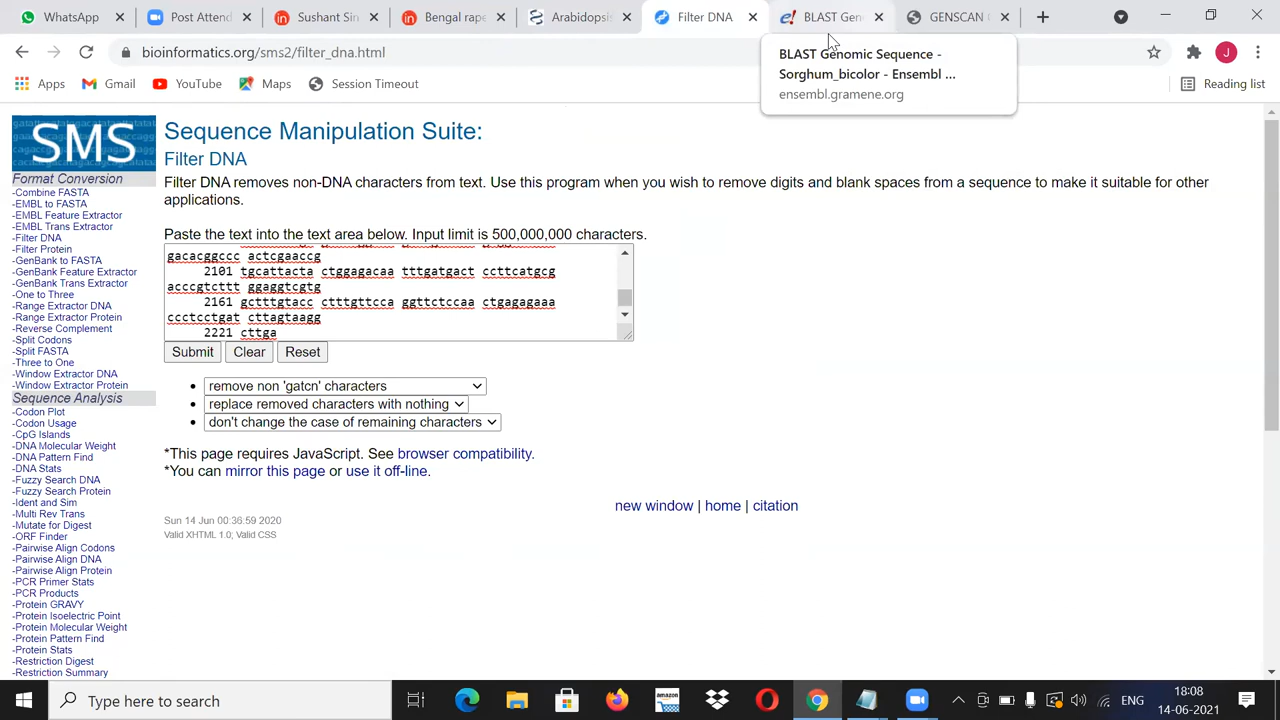 WhatsApp
Post Attend
Sushant Sin
Bengal rape
Arabidopsi
Filter DNA
BLAST Gen
GENSCAN
bioinformatics.org/sms2/filter_dna.html
J
BLAST Genomic Sequence -
Sorghum_bicolor - Ensembl ...
ensembl.gramene.org
Apps
Gmail
YouTube
Maps
Session Timeout
Reading list
SMS
Sequence Manipulation Suite:
Filter DNA
Filter DNA removes non-DNA characters from text. Use this program when you wish to remove digits and blank spaces from a sequence to make it suitable for other
applications.
Paste the text into the text area below. Input limit is 500,000,000 characters.
gacacggccc actcgaaccg
2101 tgcattacta ctggagacaa tttgatgact ccttcatgcg
acccgtcttt ggaggtcgtg
2161 gctttgtacc ctttgttcca ggttctccaa ctgagagaaa
ccctcctgat cttagtaagg
2221 cttga
Submit
Clear
Reset
remove non 'gatcn' characters
replace removed characters with nothing
don't change the case of remaining characters
*This page requires JavaScript. See browser compatibility.
*You can mirror this page or use it off-line.
new window | home | citation
Sun 14 Jun 00:36:59 2020
Valid XHTML 1.0; Valid CSS
Format Conversion
-Combine FASTA
-EMBL to FASTA
-EMBL Feature Extractor
-EMBL Trans Extractor
-Filter DNA
-Filter Protein
-GenBank to FASTA
-GenBank Feature Extractor
-GenBank Trans Extractor
-One to Three
-Range Extractor DNA
-Range Extractor Protein
-Reverse Complement
-Split Codons
-Split FASTA
-Three to One
-Window Extractor DNA
-Window Extractor Protein
Sequence Analysis
-Codon Plot
-Codon Usage
-CpG Islands
-DNA Molecular Weight
-DNA Pattern Find
-DNA Stats
-Fuzzy Search DNA
-Fuzzy Search Protein
-Ident and Sim
-Multi Rev Trans
-Mutate for Digest
-ORF Finder
-Pairwise Align Codons
-Pairwise Align DNA
-Pairwise Align Protein
-PCR Primer Stats
-PCR Products
-Protein GRAVY
-Protein Isoelectric Point
-Protein Molecular Weight
-Protein Pattern Find
-Protein Stats
-Restriction Digest
-Restriction Summary
Type here to search
amazon
ENG
18:08
14-06-2021